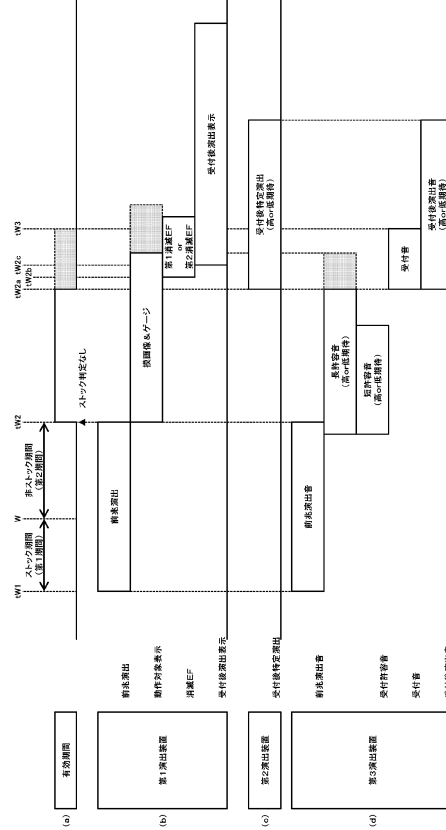 tW1
W
tW2
tW2a
tW2b
tW2c
tW3
ストック期間
(第1期間)
非ストック期間
(第2期間)
(a)
有効期間
ストック判定なし
(b)
第1演出装置
前兆演出
前兆演出
動作対象表示
操画像＆ゲージ
消滅EF
第1消滅EF
or
第2消滅EF
受付後演出表示
受付後演出表示
(c)
第2演出装置
受付後特定演出
受付後特定演出
(高or低期待)
(d)
第3演出装置
前兆演出音
前兆演出音
受付許容音
長許容音
(高or低期待)
短許容音
(高or低期待)
受付音
受付音
受付後演出音
(高or低期待)